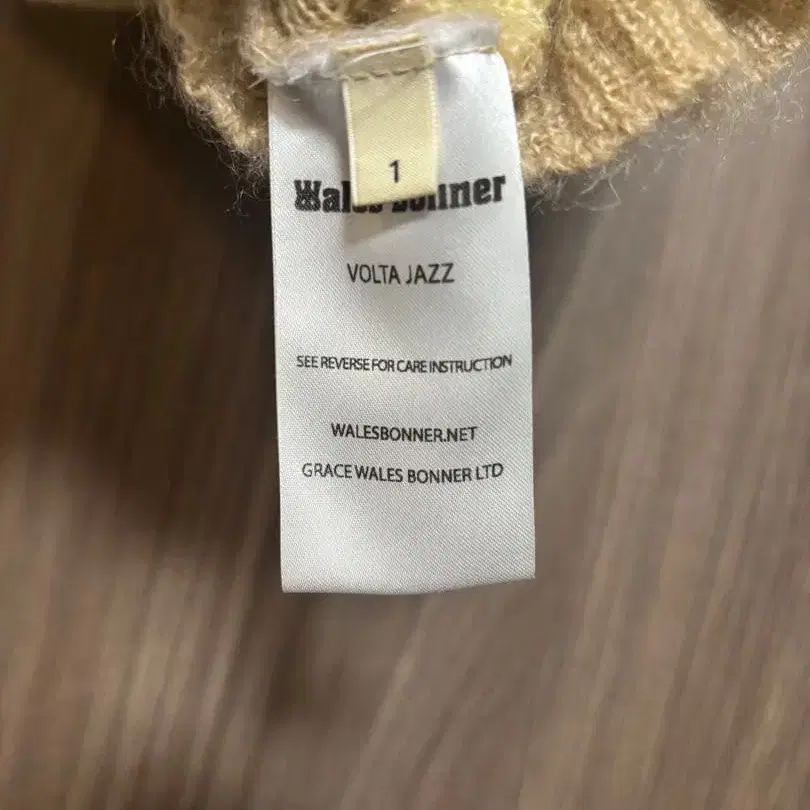 1
Wales Bonner
VOLTA JAZZ
SEE REVERSE FOR CARE INSTRUCTION
WALESBONNER.NET
GRACE WALES BONNER LTD